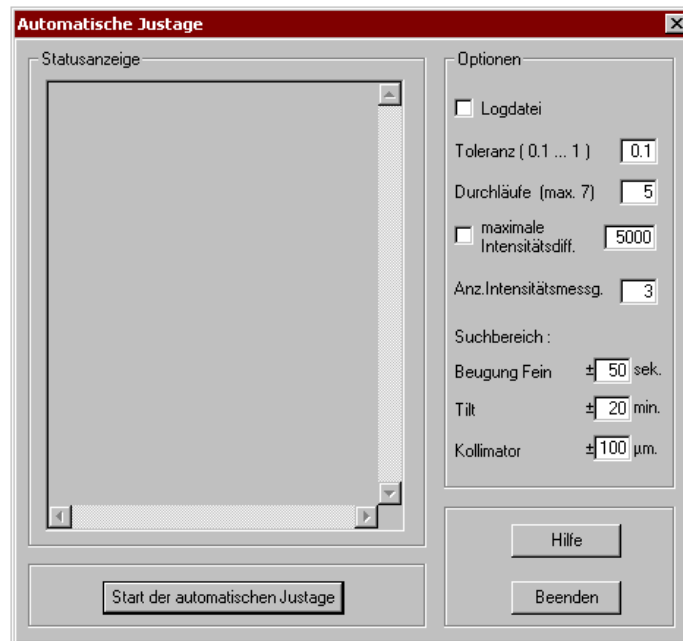 Automatische Justage
Statusanzeige
Start der automatischen Justage
Optionen
Logdatei
Toleranz ( 0.1 ... 1 ) 0.1
Durchläufe (max. 7) 5
maximale
Intensitätsdiff. 5000
Anz.Intensitätsmessg. 3
Suchbereich :
Beugung Fein ± 50 sek.
Tilt ± 20 min.
Kollimator ± 100 µm.
Hilfe
Beenden